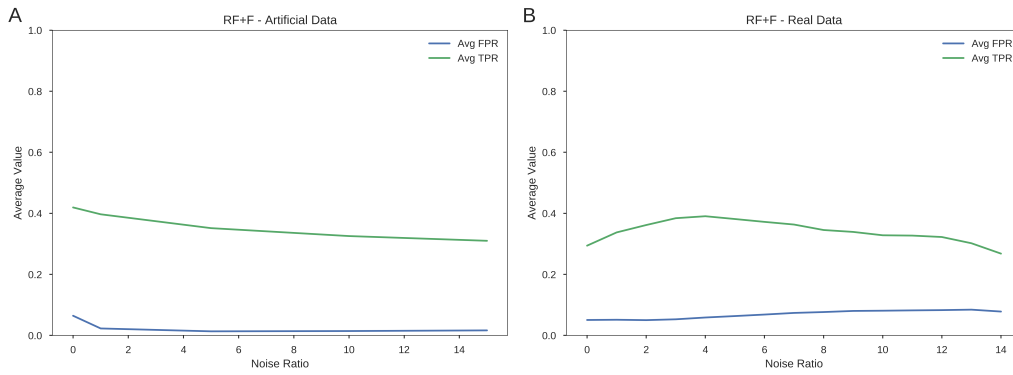 A
RF+F - Artificial Data
Avg FPR
Avg TPR
Average Value
1.0
0.8
0.6
0.4
0.2
0.0
0 2 4 6 8 10 12 14
Noise Ratio
B
RF+F - Real Data
Avg FPR
Avg TPR
Average Value
1.0
0.8
0.6
0.4
0.2
0.0
0 2 4 6 8 10 12 14
Noise Ratio